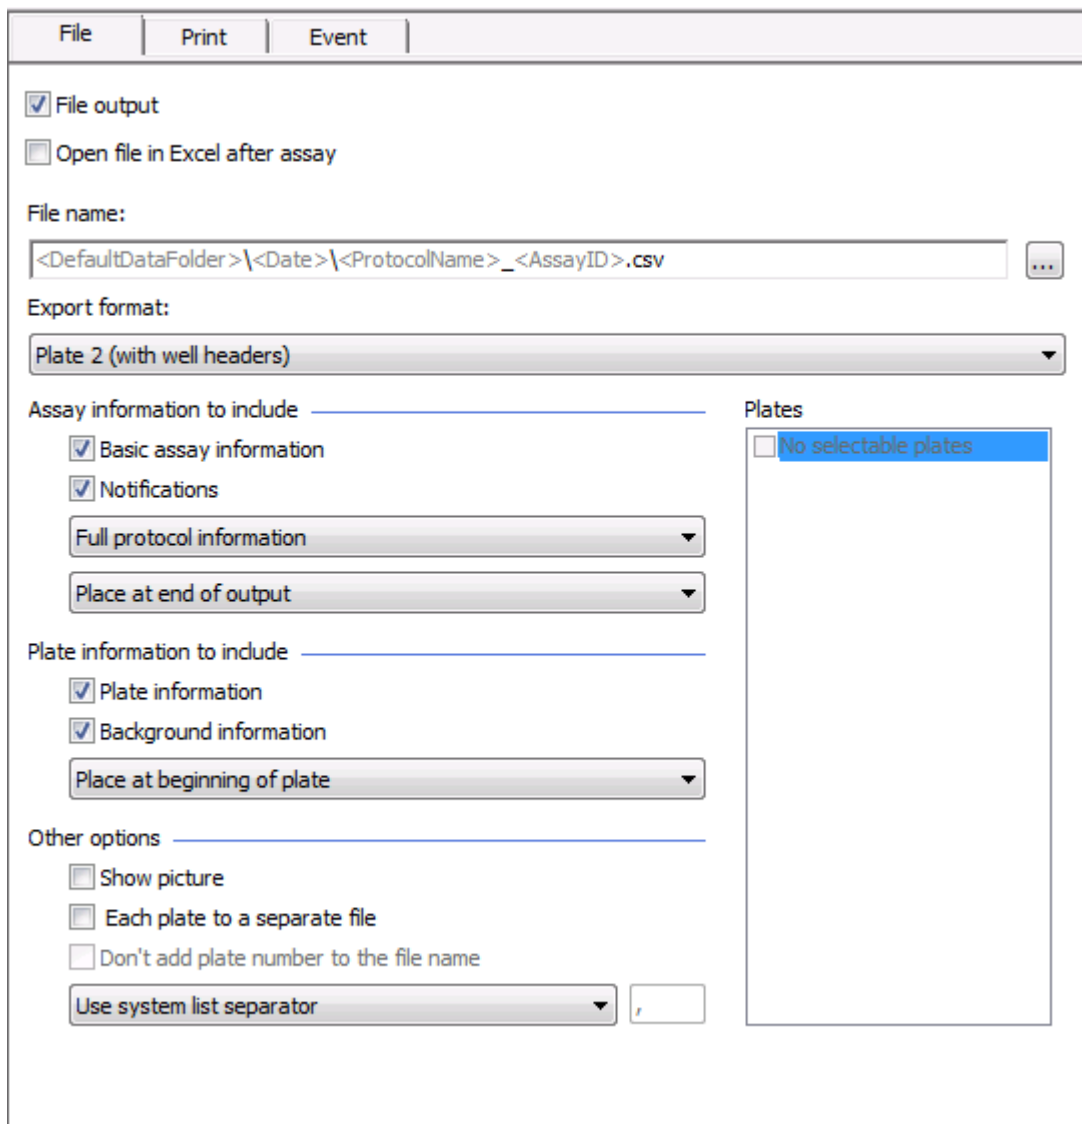 File Print Event
File output
Open file in Excel after assay
File name:
<DefaultDataFolder>\<Date>\<ProtocolName>_<AssayID>.csv ...
Export format:
Plate 2 (with well headers)
Assay information to include
Basic assay information
Notifications
Full protocol information
Place at end of output
Plate information to include
Plate information
Background information
Place at beginning of plate
Other options
Show picture
Each plate to a separate file
Don't add plate number to the file name
Use system list separator ,
Plates
No selectable plates